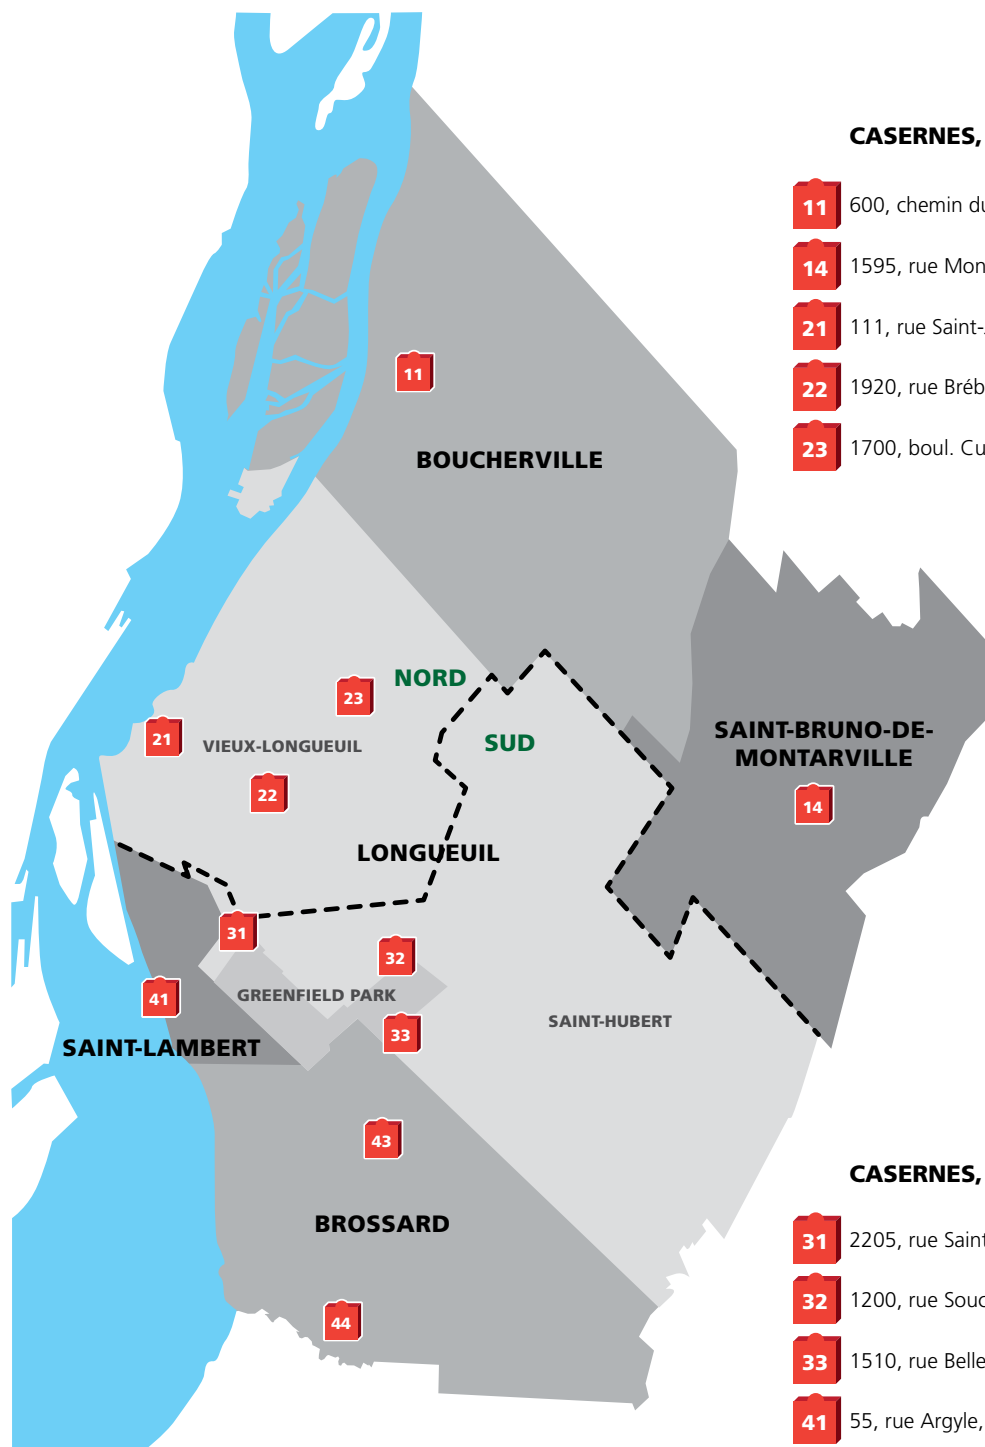 CASERNES,
11 600, chemin du
14 1595, rue Mon
21 111, rue Saint-
22 1920, rue Bréb
23 1700, boul. Cu
11
BOUCHERVILLE
NORD
23
21
VIEUX-LONGUEUIL
SUD
SAINT-BRUNO-DE-
MONTARVILLE
22
14
LONGUEUIL
31
32
41
GREENFIELD PARK
33
SAINT-HUBERT
SAINT-LAMBERT
43
BROSSARD
44
CASERNES,
31 2205, rue Saint
32 1200, rue Souc
33 1510, rue Belle
41 55, rue Argyle,